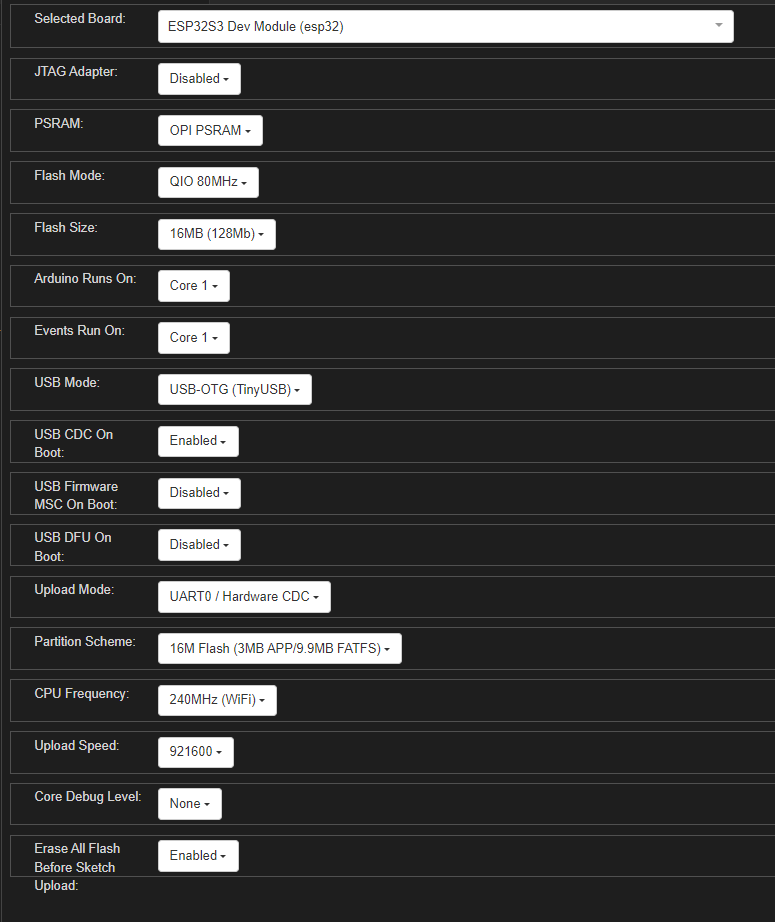 Selected Board:
ESP32S3 Dev Module (esp32)
JTAG Adapter:
Disabled
PSRAM:
OPI PSRAM
Flash Mode:
QIO 80MHz
Flash Size:
16MB (128Mb)
Arduino Runs On:
Core 1
Events Run On:
Core 1
USB Mode:
USB-OTG (TinyUSB)
USB CDC On
Boot:
Enabled
USB Firmware
MSC On Boot:
Disabled
USB DFU On
Boot:
Disabled
Upload Mode:
UART0 / Hardware CDC
Partition Scheme:
16M Flash (3MB APP/9.9MB FATFS)
CPU Frequency:
240MHz (WiFi)
Upload Speed:
921600
Core Debug Level:
None
Erase All Flash
Before Sketch
Upload:
Enabled